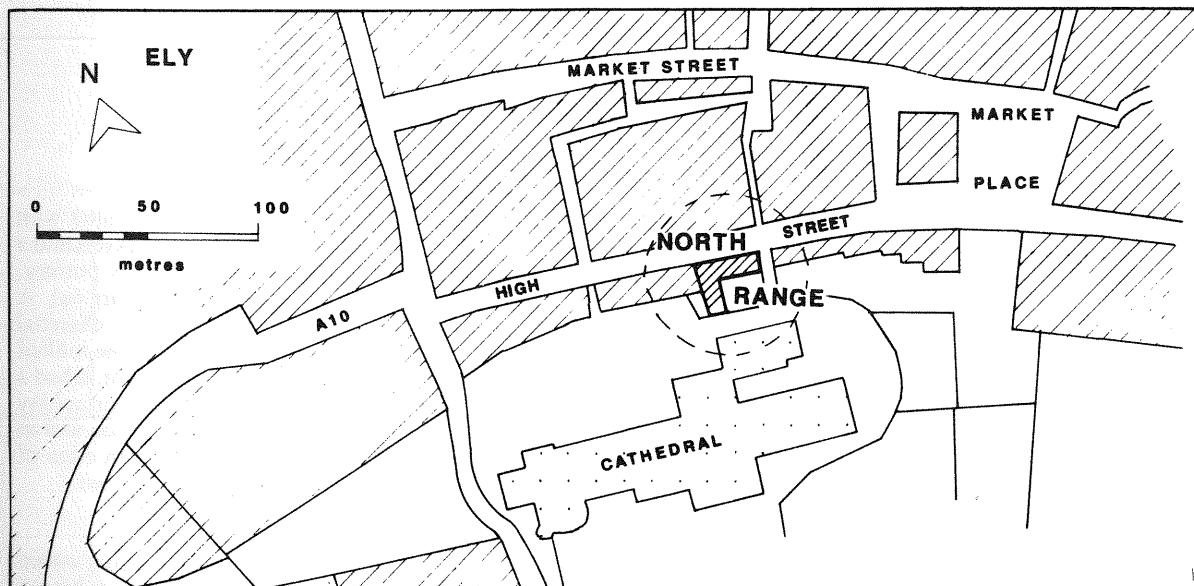 ELY
N
MARKET STREET
MARKET
PLACE
0 50 100
metres
STREET
NORTH
HIGH
RANGE
A10
CATHEDRAL